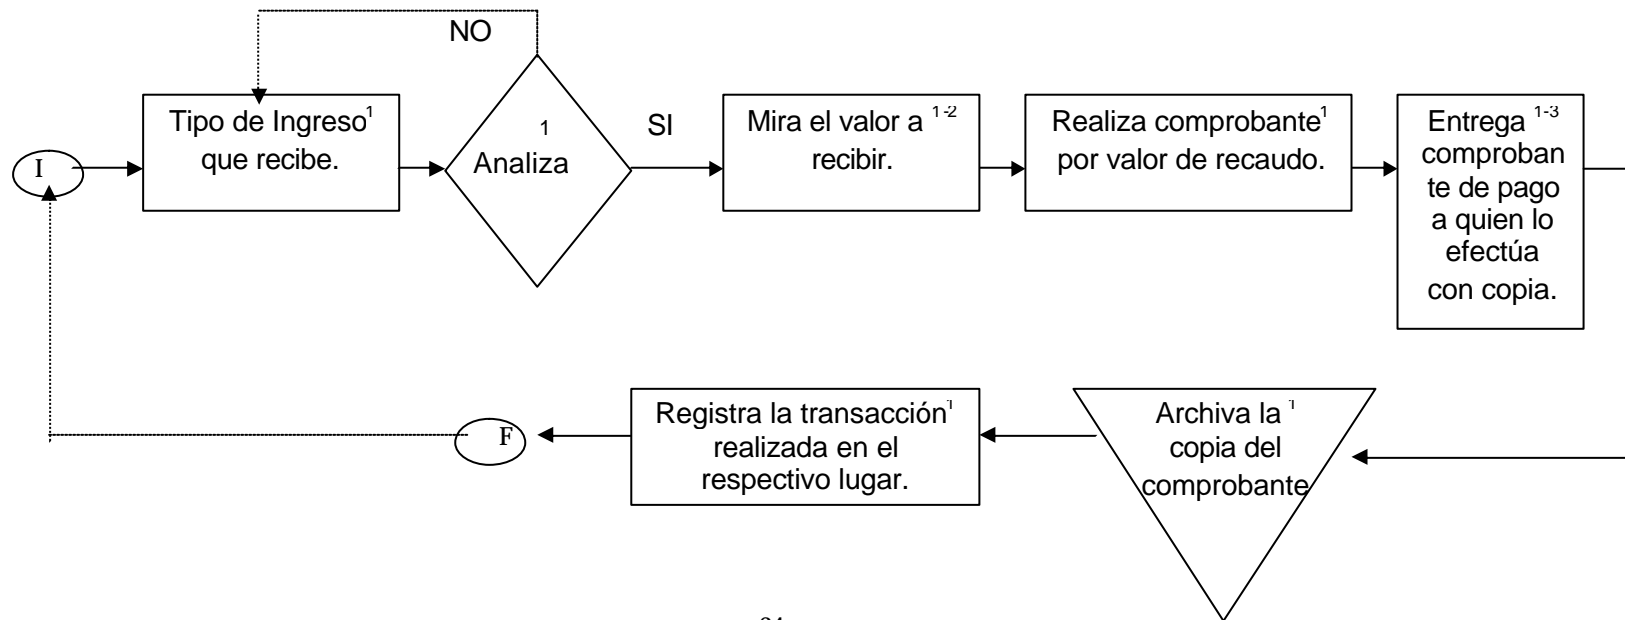 NO
Tipo de Ingreso¹
que recibe.
I
1
Analiza
SI
Mira el valor a ¹⁻²
recibir.
Realiza comprobante¹
por valor de recaudo.
Entrega ¹⁻³
comproban
te de pago
a quien lo
efectúa
con copia.
Registra la transacción¹
realizada en el
respectivo lugar.
F
Archiva la ¹
copia del
comprobante